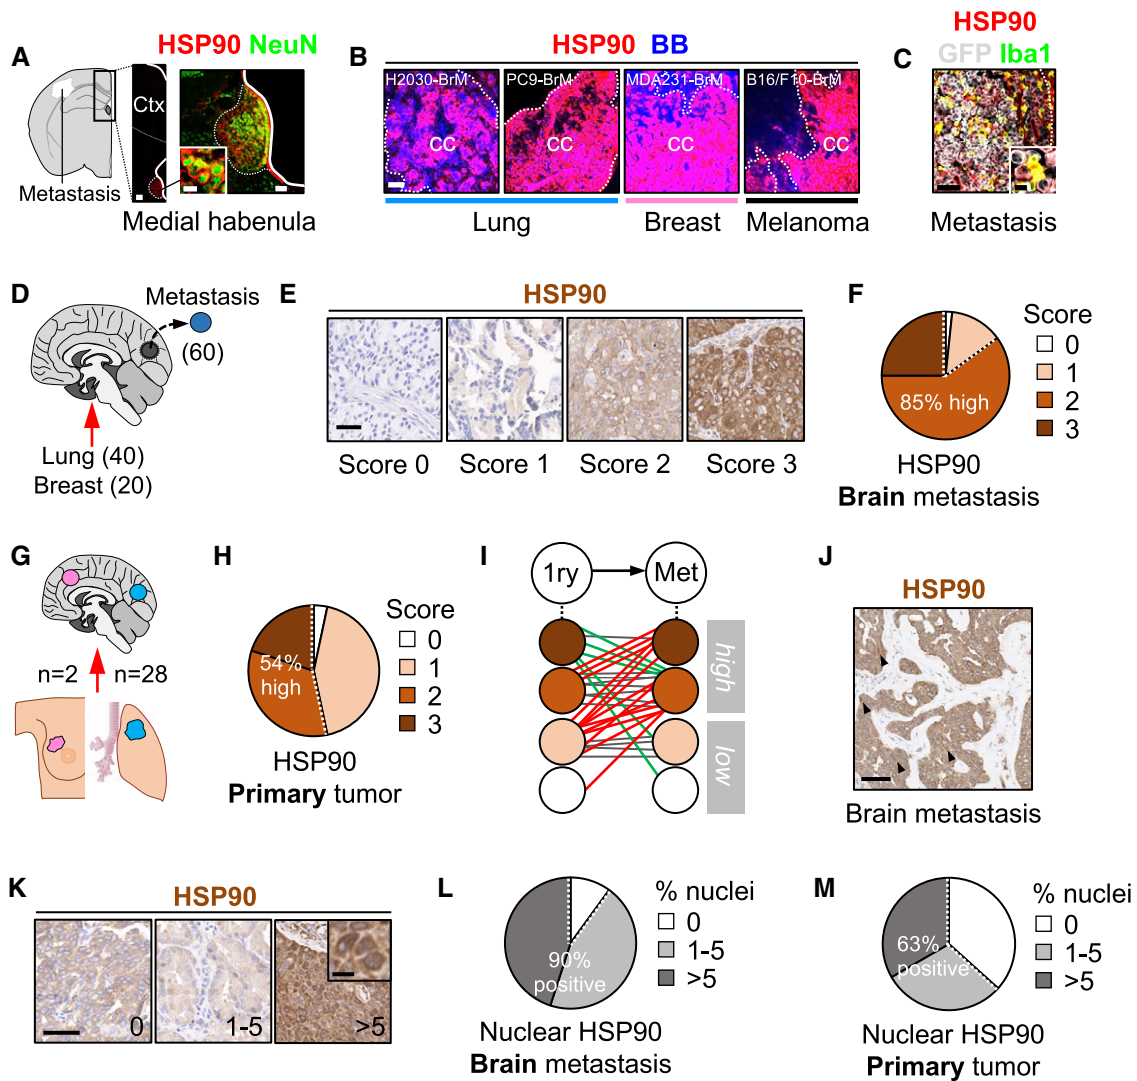 A
HSP90 NeuN
Ctx
Metastasis
Medial habenula
B
HSP90 BB
H2030-BrM
PC9-BrM
MDA231-BrM
B16/F10-BrM
CC
CC
CC
CC
Lung
Breast
Melanoma
C
HSP90
GFP Iba1
Metastasis
D
Metastasis
(60)
Lung (40)
Breast (20)
E
HSP90
Score 0
Score 1
Score 2
Score 3
F
Score
0
1
2
3
85% high
HSP90
Brain metastasis
G
n=2
n=28
H
Score
0
1
2
3
54%
high
HSP90
Primary tumor
I
1ry
Met
high
low
J
HSP90
Brain metastasis
K
HSP90
0
1-5
>5
L
% nuclei
0
1-5
>5
90%
positive
Nuclear HSP90
Brain metastasis
M
% nuclei
0
1-5
>5
63%
positive
Nuclear HSP90
Primary tumor